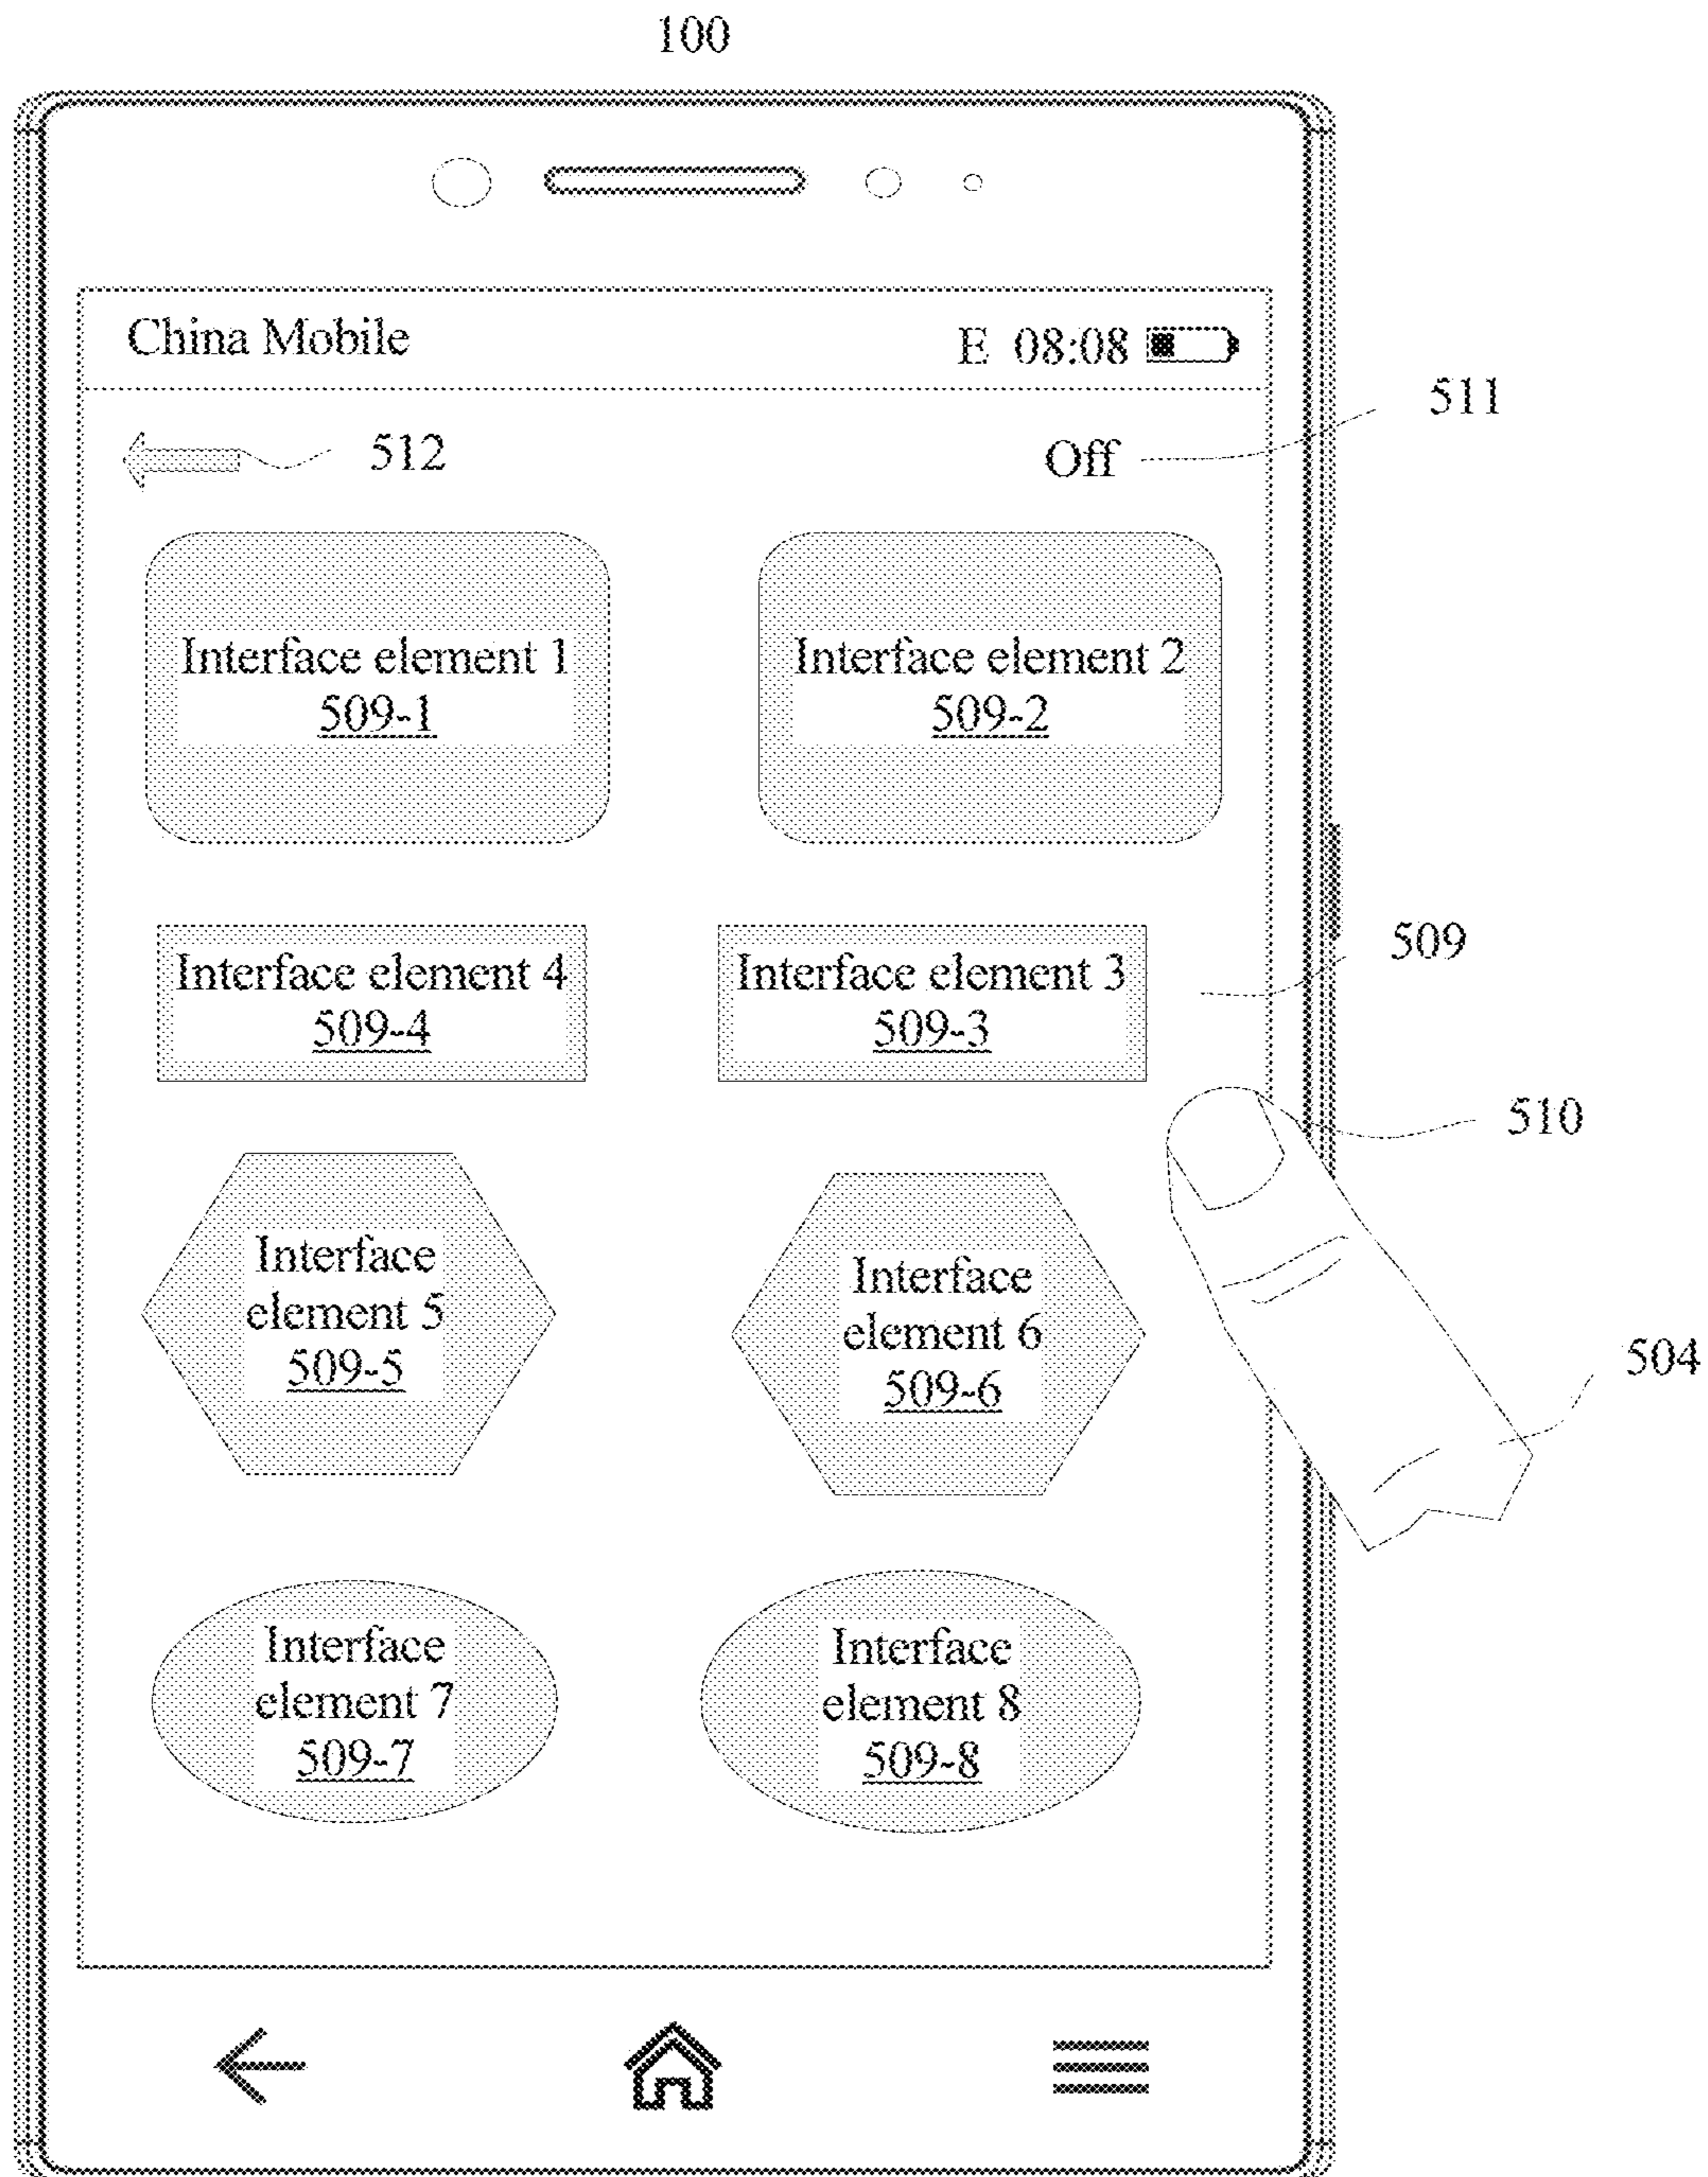 100
China Mobile
E 08:08
511
512
Off
Interface element 1
509-1
Interface element 2
509-2
509
Interface element 4
509-4
Interface element 3
509-3
510
Interface
element 5
509-5
Interface
element 6
509-6
504
Interface
element 7
509-7
Interface
element 8
509-8